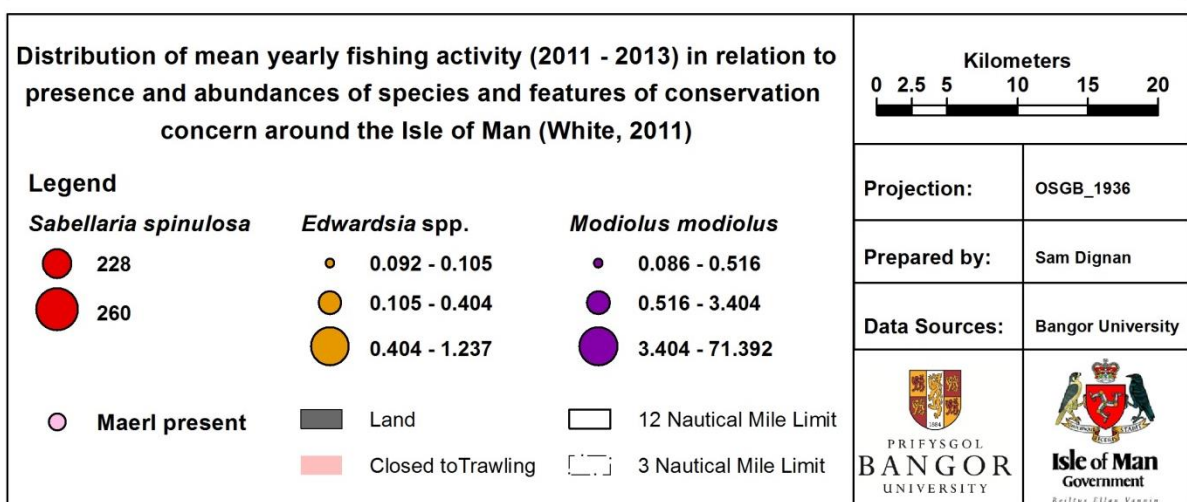 Distribution of mean yearly fishing activity (2011 - 2013) in relation to
presence and abundances of species and features of conservation
concern around the Isle of Man (White, 2011)
Legend
Sabellaria spinulosa
228
260
Edwardsia spp.
0.092 - 0.105
0.105 - 0.404
0.404 - 1.237
Modiolus modiolus
0.086 - 0.516
0.516 - 3.404
3.404 - 71.392
Maerl present
Land
Closed toTrawling
12 Nautical Mile Limit
3 Nautical Mile Limit
Kilometers
0 2.5 5 10 15 20
Projection: OSGB_1936
Prepared by: Sam Dignan
Data Sources: Bangor University
1884
PRIFYSGOL
BANGOR
UNIVERSITY
Isle of Man
Government
Reiltys Ellan Vannin